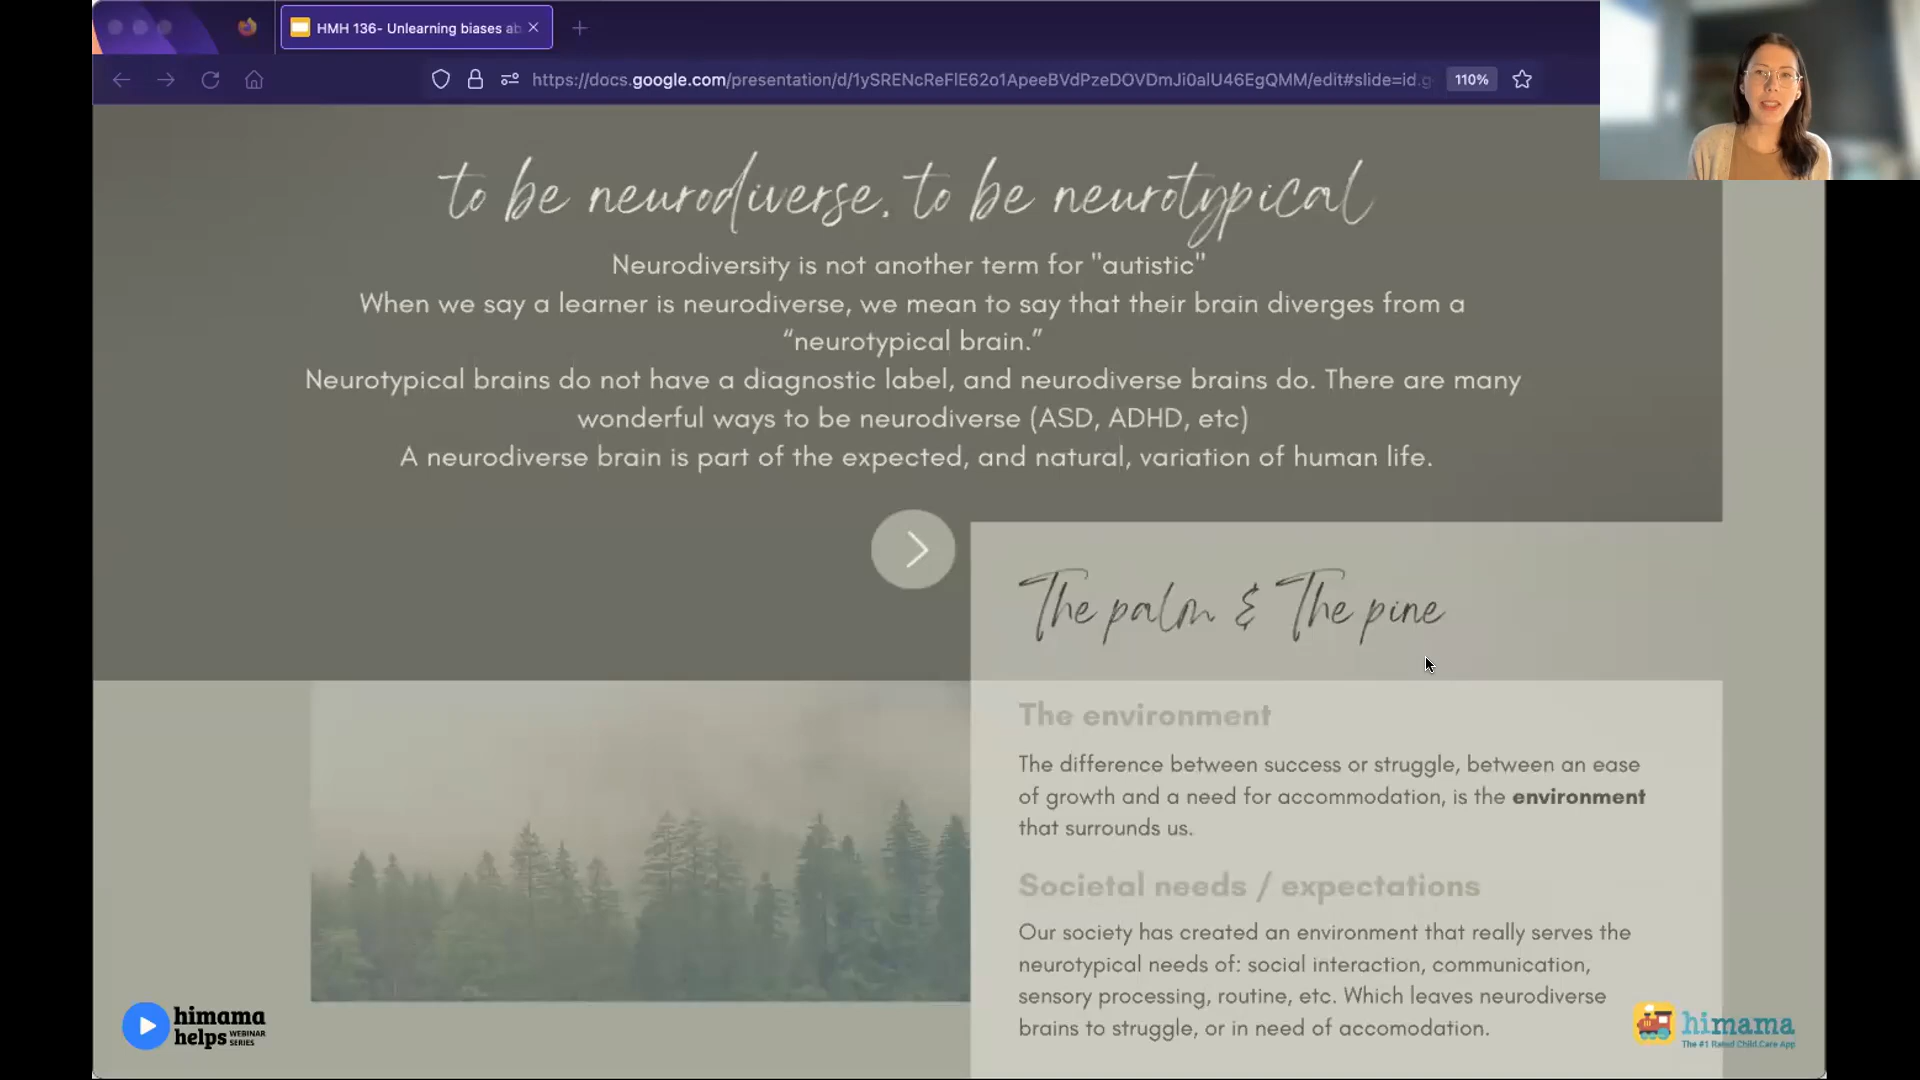 HMH 136- Unlearning biases ab
https://docs.google.com/presentation/d/1ySRENcReFlE62o1ApeeBVdPzeDOVDmJi0alU46EgQMM/edit#slide=id.g
110%
to be neurodiverse. to be neurotypical
Neurodiversity is not another term for "autistic"
When we say a learner is neurodiverse, we mean to say that their brain diverges from a
“neurotypical brain.”
Neurotypical brains do not have a diagnostic label, and neurodiverse brains do. There are many
wonderful ways to be neurodiverse (ASD, ADHD, etc)
A neurodiverse brain is part of the expected, and natural, variation of human life.
The palm & The pine
The environment
The difference between success or struggle, between an ease
of growth and a need for accommodation, is the environment
that surrounds us.
Societal needs / expectations
Our society has created an environment that really serves the
neurotypical needs of: social interaction, communication,
sensory processing, routine, etc. Which leaves neurodiverse
brains to struggle, or in need of accomodation.
himama
helps WEBINAR
SERIES
himama
The #1 Rated Child Care App